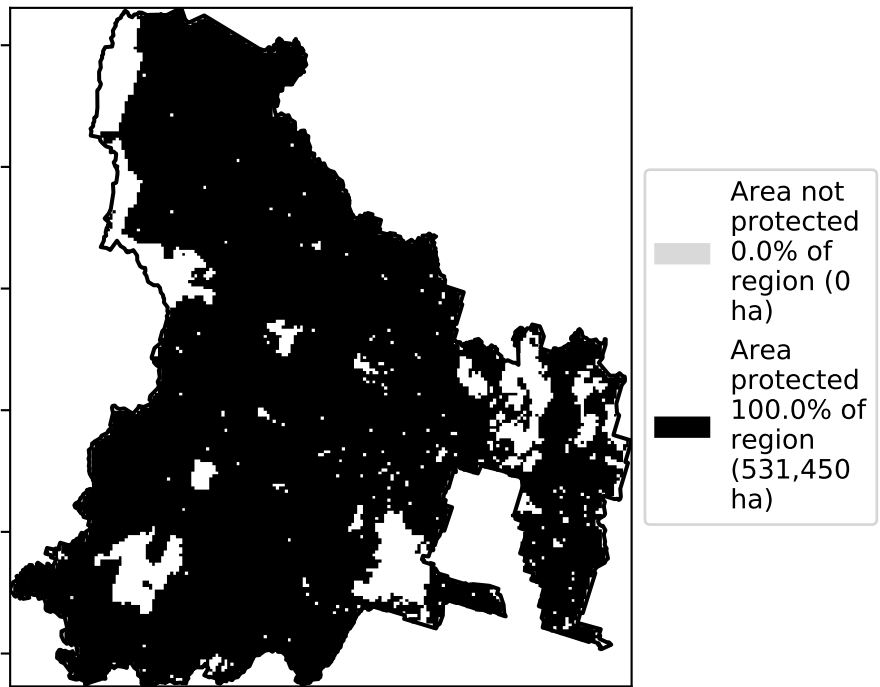 Area not
protected
0.0% of
region (0
ha)
Area
protected
100.0% of
region
(531,450
ha)